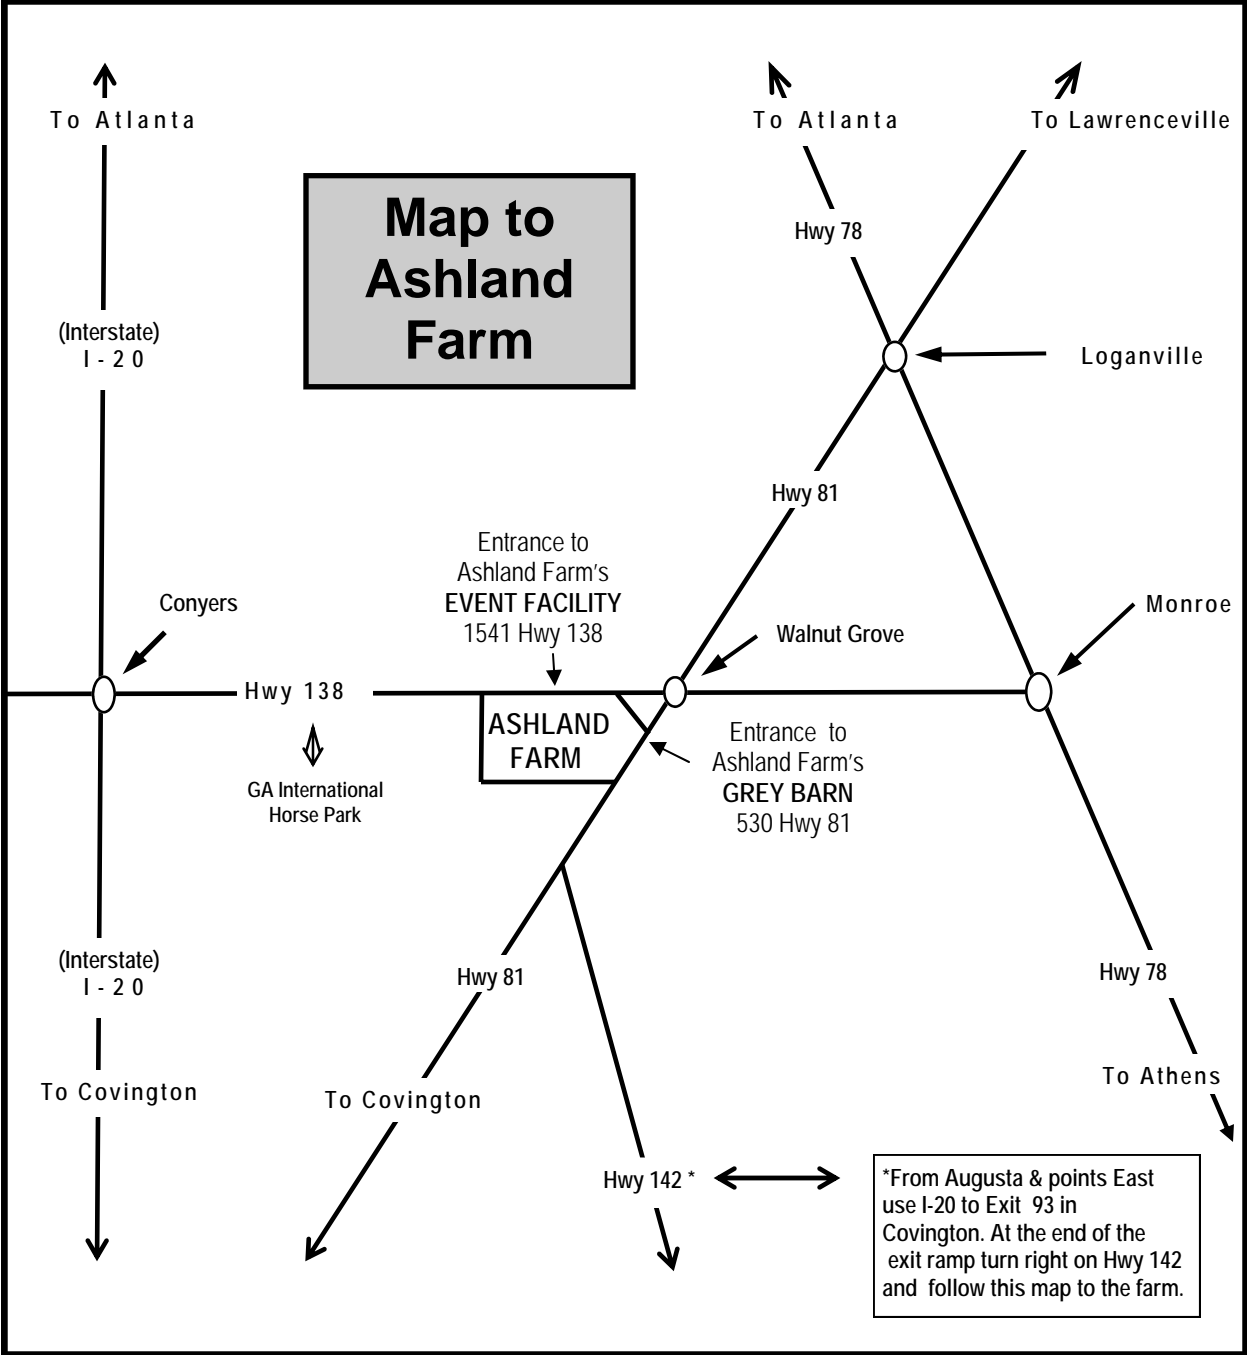 To Atlanta
To Atlanta
To Lawrenceville
Map to
Ashland
Farm
Hwy 78
(Interstate)
I - 20
Loganville
Hwy 81
Entrance to
Ashland Farm's
EVENT FACILITY
1541 Hwy 138
Conyers
Walnut Grove
Monroe
Hwy 138
ASHLAND
FARM
Entrance to
Ashland Farm's
GREY BARN
530 Hwy 81
GA International
Horse Park
(Interstate)
I - 20
Hwy 81
Hwy 78
To Covington
To Covington
To Athens
Hwy 142 *
*From Augusta & points East
use I-20 to Exit 93 in
Covington. At the end of the
exit ramp turn right on Hwy 142
and follow this map to the farm.